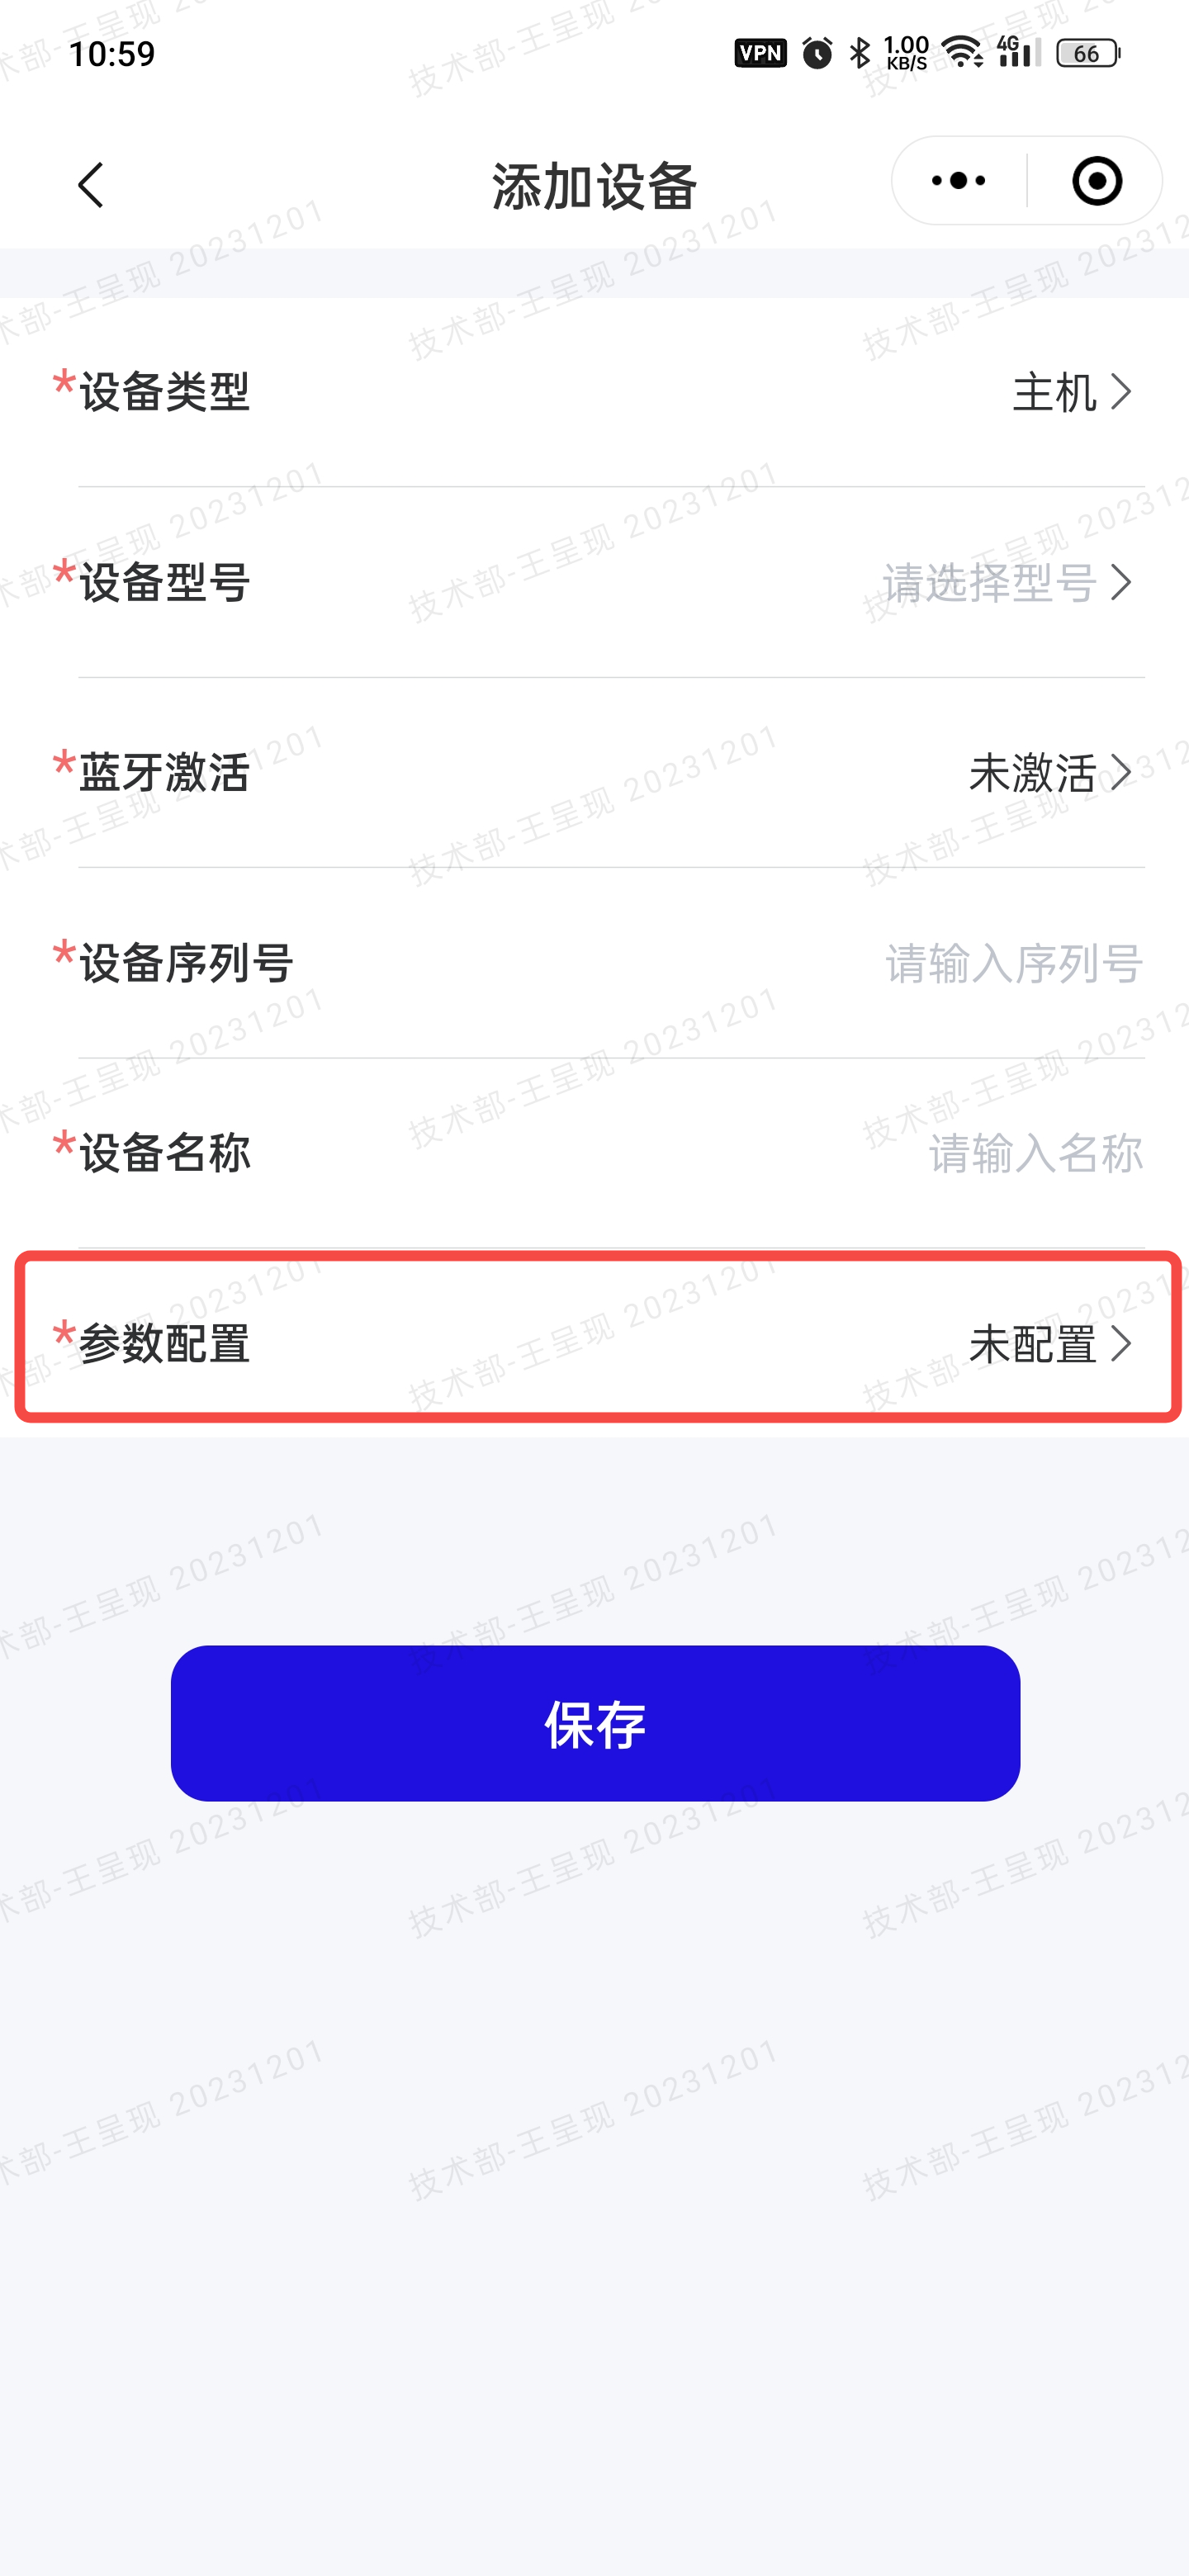 10:59 VPN 1.00 KB/S 4G 66
添加设备
*设备类型 主机
*设备型号 请选择型号
*蓝牙激活 未激活
*设备序列号 请输入序列号
*设备名称 请输入名称
*参数配置 未配置
保存
技术部-王呈现 20231201